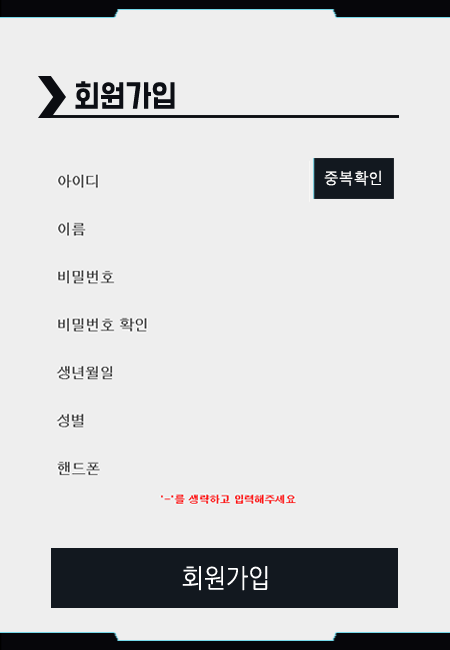 회원가입
아이디 중복확인
이름
비밀번호
비밀번호 확인
생년월일
성별
핸드폰
'-'를 생략하고 입력해주세요
회원가입